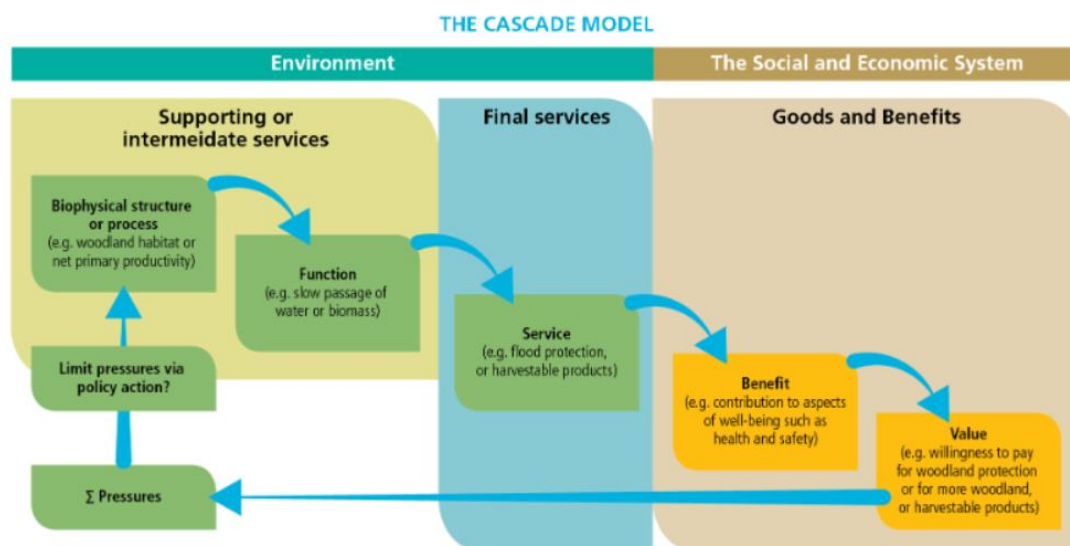 THE CASCADE MODEL
Environment
The Social and Economic System
Supporting or
intermeidate services
Final services
Goods and Benefits
Biophysical structure
or process
(e.g. woodland habitat or
net primary productivity)
Function
(e.g. slow passage of
water or biomass)
Service
(e.g. flood protection,
or harvestable products)
Limit pressures via
policy action?
Benefit
(e.g. contribution to aspects
of well-being such as
health and safety)
Value
(e.g. willingness to pay
for woodland protection
or for more woodland,
or harvestable products)
Σ Pressures